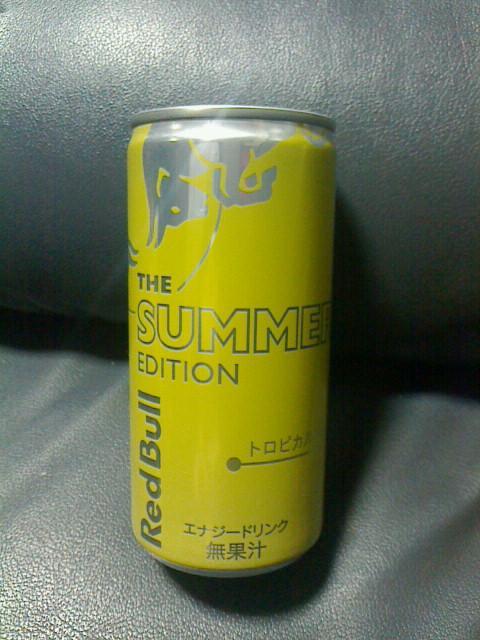 THE
SUMMER
EDITION
Red Bull
トロピカル
エナジードリンク
無果汁